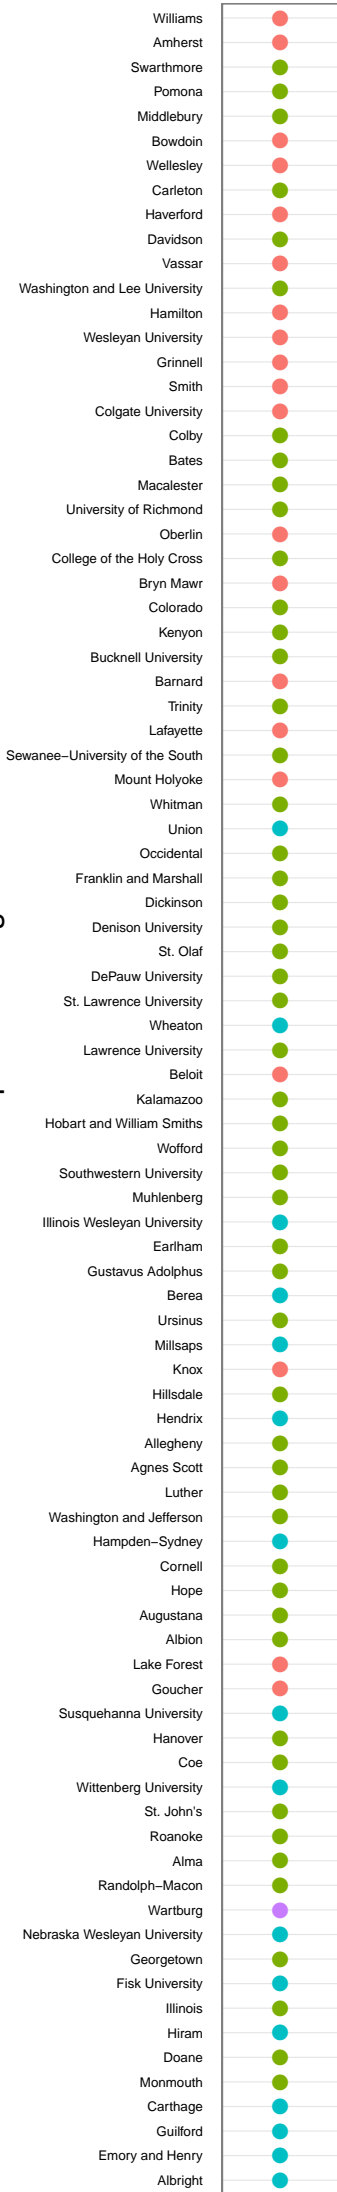 Williams
Amherst
Swarthmore
Pomona
Middlebury
Bowdoin
Wellesley
Carleton
Haverford
Davidson
Vassar
Washington and Lee University
Hamilton
Wesleyan University
Grinnell
Smith
Colgate University
Colby
Bates
Macalester
University of Richmond
Oberlin
College of the Holy Cross
Bryn Mawr
Colorado
Kenyon
Bucknell University
Barnard
Trinity
Lafayette
Sewanee−University of the South
Mount Holyoke
Whitman
Union
Occidental
Franklin and Marshall
Dickinson
Denison University
St. Olaf
DePauw University
St. Lawrence University
Wheaton
Lawrence University
Beloit
Kalamazoo
Hobart and William Smiths
Wofford
Southwestern University
Muhlenberg
Illinois Wesleyan University
Earlham
Gustavus Adolphus
Berea
Ursinus
Millsaps
Knox
Hillsdale
Hendrix
Allegheny
Agnes Scott
Luther
Washington and Jefferson
Hampden−Sydney
Cornell
Hope
Augustana
Albion
Lake Forest
Goucher
Susquehanna University
Hanover
Coe
Wittenberg University
St. John's
Roanoke
Alma
Randolph−Macon
Wartburg
Nebraska Wesleyan University
Georgetown
Fisk University
Illinois
Hiram
Doane
Monmouth
Carthage
Guilford
Emory and Henry
Albright